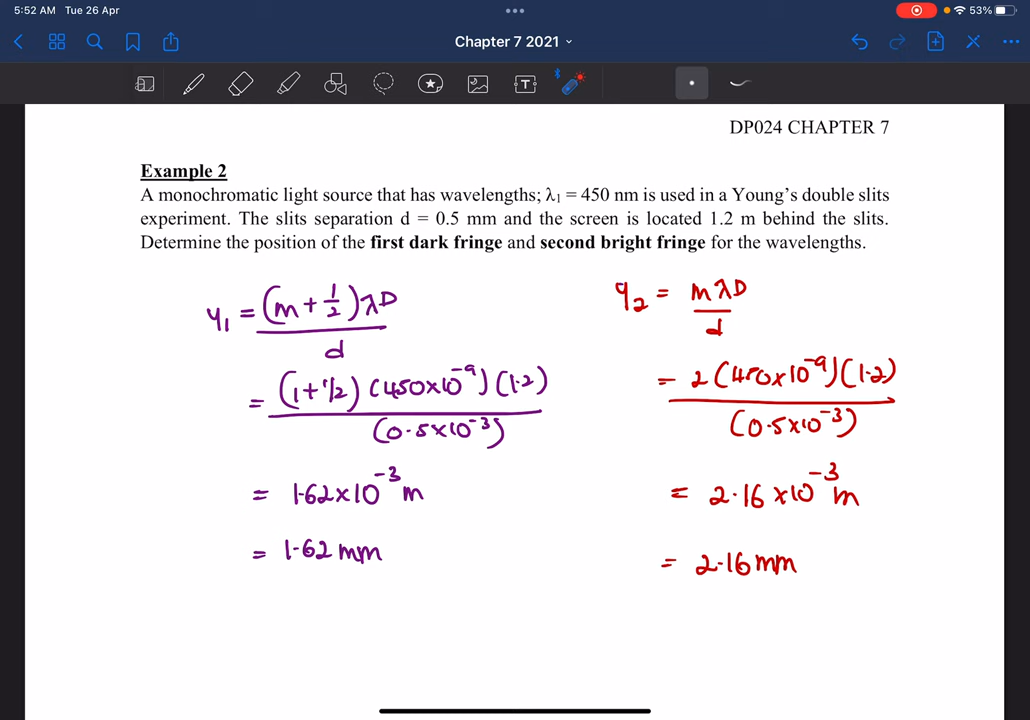 5:52 AM Tue 26 Apr
53%
Chapter 7 2021
T
DP024 CHAPTER 7
Example 2
A monochromatic light source that has wavelengths; λ₁ = 450 nm is used in a Young's double slits
experiment. The slits separation d = 0.5 mm and the screen is located 1.2 m behind the slits.
Determine the position of the first dark fringe and second bright fringe for the wavelengths.
y₁ = (m + 1/2) λD / d
= (1 + 1/2) (450×10⁻⁹) (1.2) / (0.5×10⁻³)
= 1.62×10⁻³ m
= 1.62 mm
y₂ = mλD / d
= 2 (450×10⁻⁹) (1.2) / (0.5×10⁻³)
= 2.16 ×10⁻³ m
= 2.16 mm